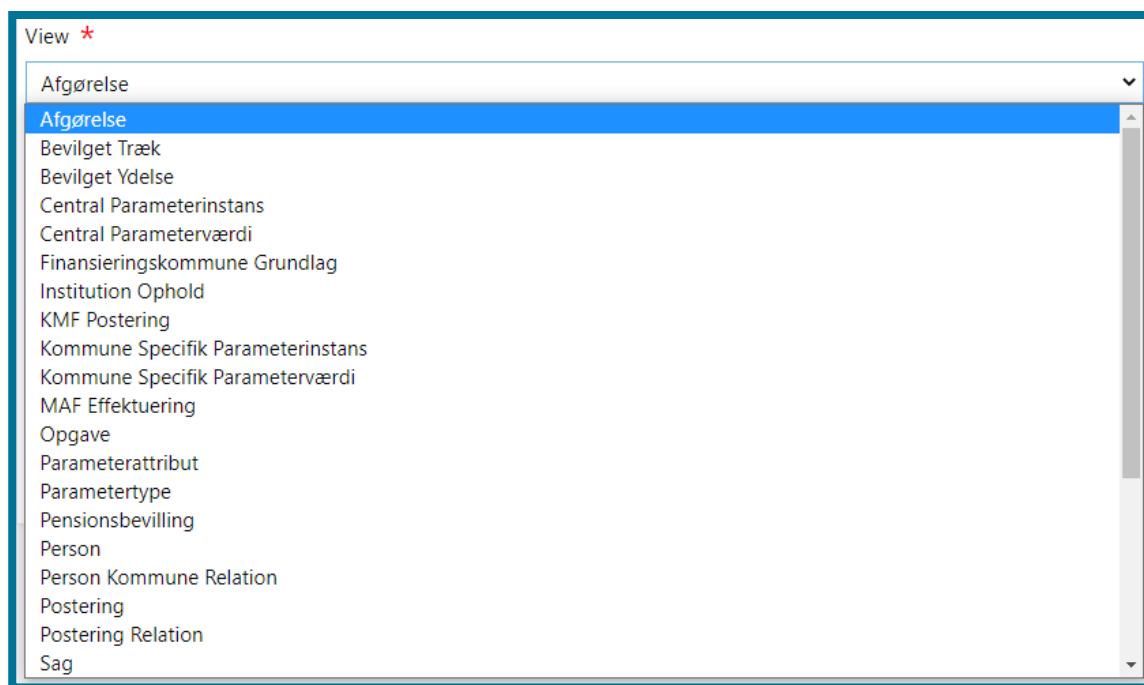 View *
Afgørelse
Afgørelse
Bevilget Træk
Bevilget Ydelse
Central Parameterinstans
Central Parameterværdi
Finansieringskommune Grundlag
Institution Ophold
KMF Postering
Kommune Specifik Parameterinstans
Kommune Specifik Parameterværdi
MAF Effektuering
Opgave
Parameterattribut
Parametertype
Pensionsbevilling
Person
Person Kommune Relation
Postering
Postering Relation
Sag